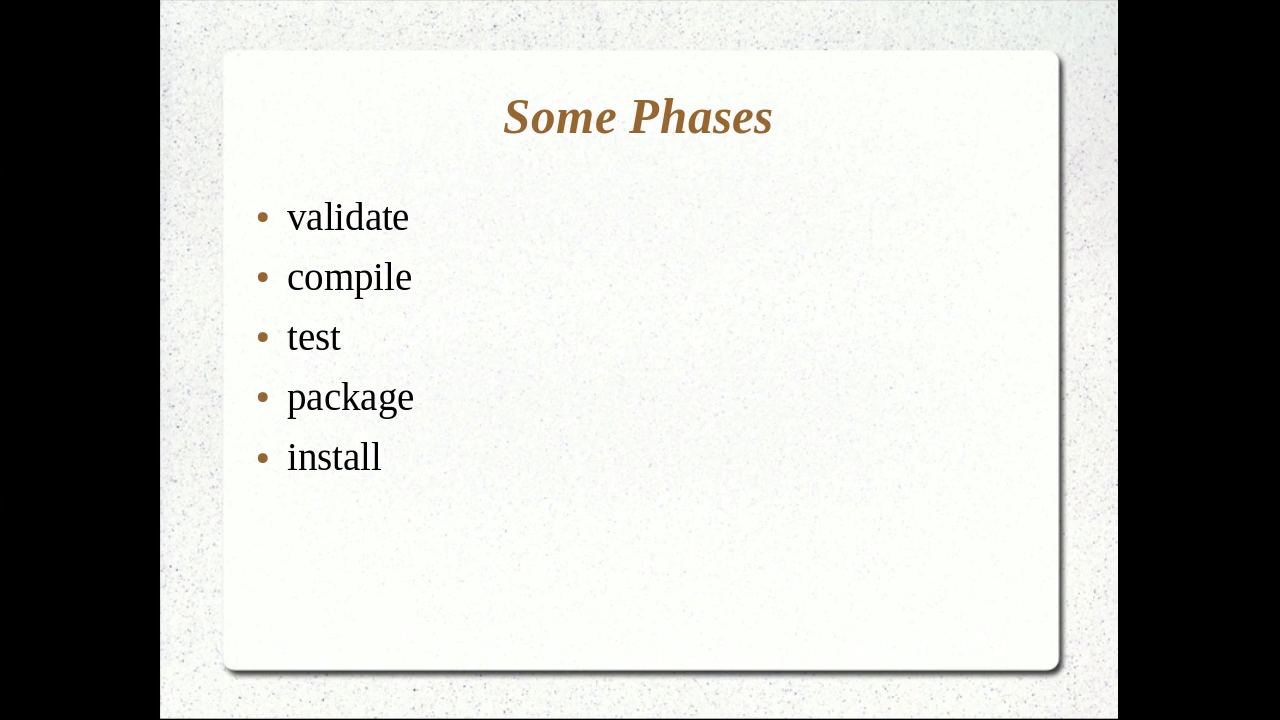 Some Phases
• validate
• compile
• test
• package
• install